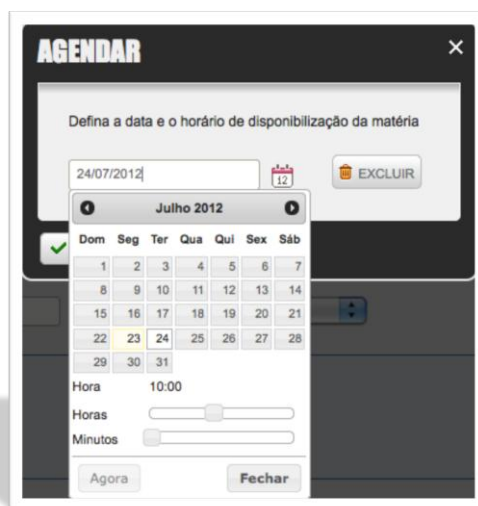 AGENDAR
Defina a data e o horário de disponibilização da matéria
24/07/2012 12 EXCLUIR
Julho 2012
Dom Seg Ter Qua Qui Sex Sáb
1 2 3 4 5 6 7
8 9 10 11 12 13 14
15 16 17 18 19 20 21
22 23 24 25 26 27 28
29 30 31
Hora 10:00
Horas
Minutos
Agora Fechar